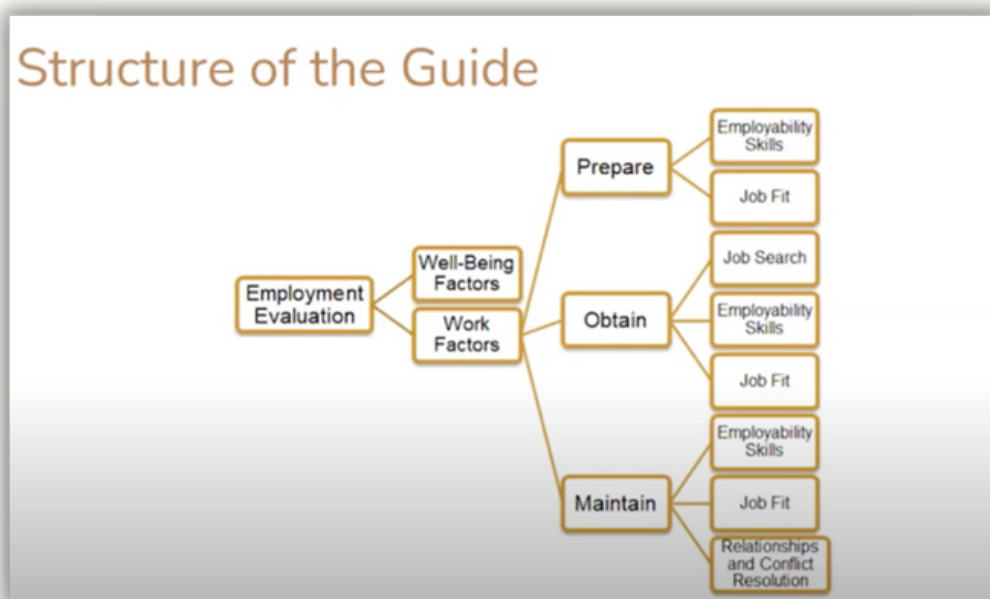 Structure of the Guide
Employment
Evaluation
Well-Being
Factors
Work
Factors
Prepare
Employability
Skills
Job Fit
Obtain
Job Search
Employability
Skills
Job Fit
Maintain
Employability
Skills
Job Fit
Relationships
and Conflict
Resolution